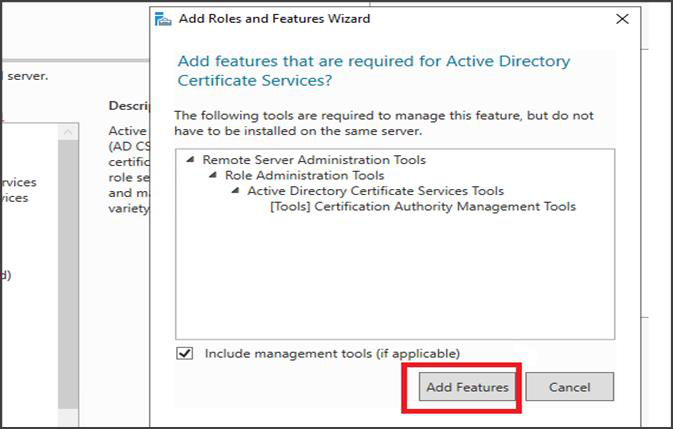 Add Roles and Features Wizard
Add features that are required for Active Directory
Certificate Services?
The following tools are required to manage this feature, but do not
have to be installed on the same server.
Remote Server Administration Tools
Role Administration Tools
Active Directory Certificate Services Tools
[Tools] Certification Authority Management Tools
Include management tools (if applicable)
Add Features
Cancel
server.
Descrip
Active
(AD CS
certific
role se
and ma
variety
rvices
vices
d)